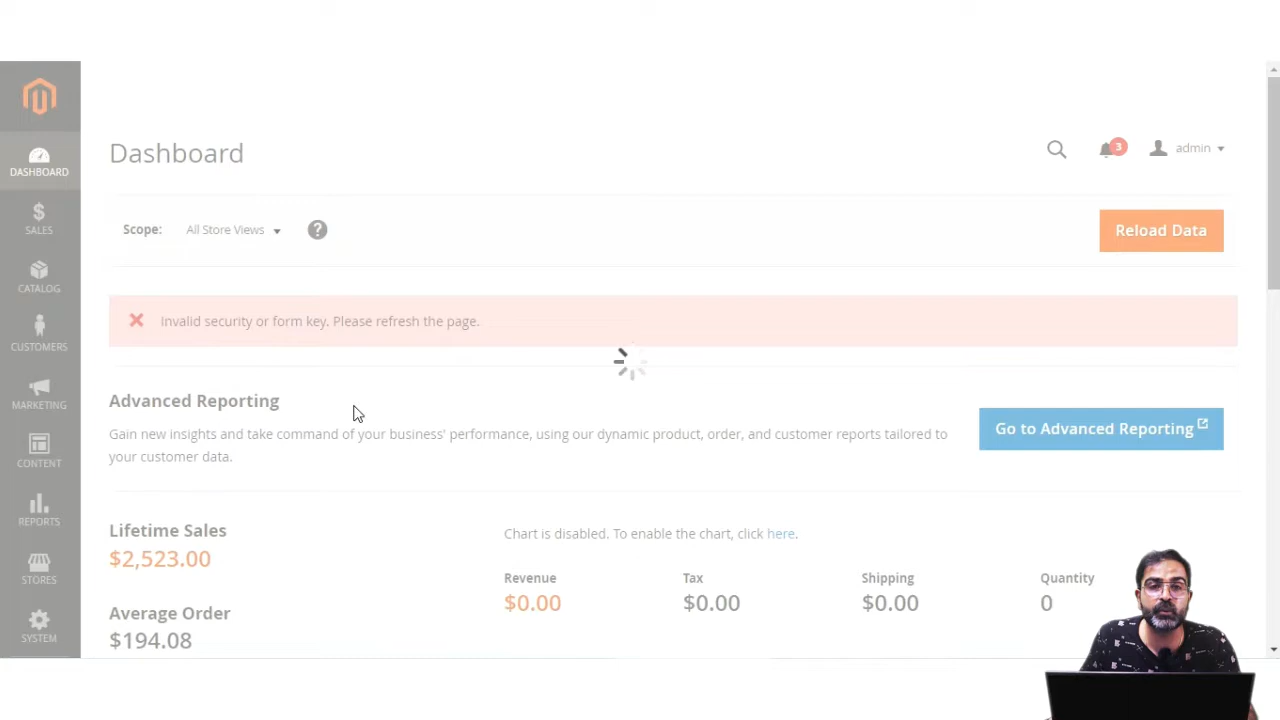 Dashboard
3
admin
DASHBOARD
SALES
CATALOG
CUSTOMERS
MARKETING
CONTENT
REPORTS
STORES
SYSTEM
Scope:
All Store Views
?
Reload Data
Invalid security or form key. Please refresh the page.
Advanced Reporting
Gain new insights and take command of your business' performance, using our dynamic product, order, and customer reports tailored to
your customer data.
Go to Advanced Reporting
Lifetime Sales
$2,523.00
Average Order
$194.08
Chart is disabled. To enable the chart, click here.
Revenue
$0.00
Tax
$0.00
Shipping
$0.00
Quantity
0